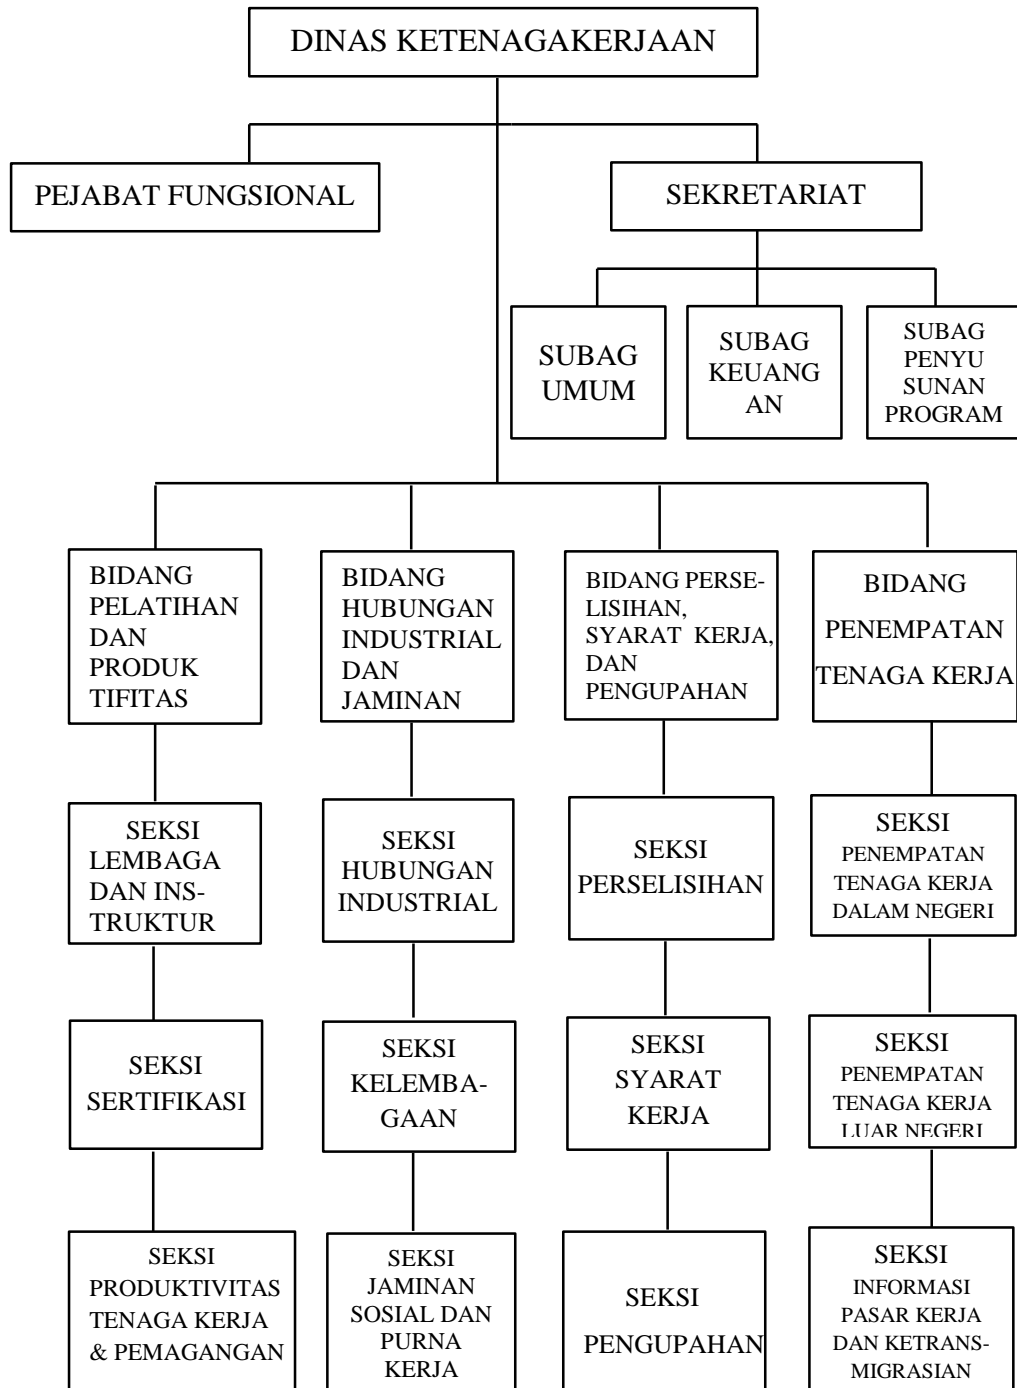 DINAS KETENAGAKERJAAN
PEJABAT FUNGSIONAL
SEKRETARIAT
SUBAG
UMUM
SUBAG
KEUANG
AN
SUBAG
PENYU
SUNAN
PROGRAM
BIDANG
PELATIHAN
DAN
PRODUK
TIFITAS
BIDANG
HUBUNGAN
INDUSTRIAL
DAN
JAMINAN
BIDANG PERSE-
LISIHAN,
SYARAT KERJA,
DAN
PENGUPAHAN
BIDANG
PENEMPATAN
TENAGA KERJA
SEKSI
LEMBAGA
DAN INS-
TRUKTUR
SEKSI
HUBUNGAN
INDUSTRIAL
SEKSI
PERSELISIHAN
SEKSI
PENEMPATAN
TENAGA KERJA
DALAM NEGERI
SEKSI
SERTIFIKASI
SEKSI
KELEMBA-
GAAN
SEKSI
SYARAT
KERJA
SEKSI
PENEMPATAN
TENAGA KERJA
LUAR NEGERI
SEKSI
PRODUKTIVITAS
TENAGA KERJA
& PEMAGANGAN
SEKSI
JAMINAN
SOSIAL DAN
PURNA
KERJA
SEKSI
PENGUPAHAN
SEKSI
INFORMASI
PASAR KERJA
DAN KETRANS-
MIGRASIAN